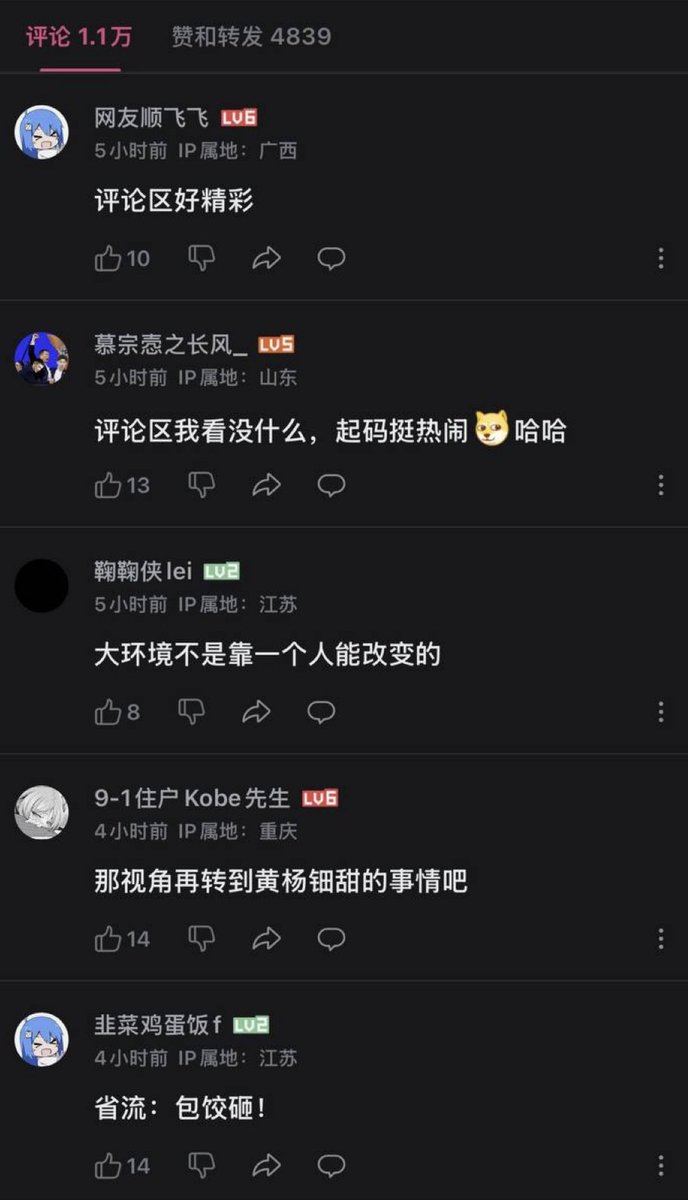 评论 1.1万 赞和转发 4839
网友顺飞飞 LV6
5小时前 IP属地：广西
评论区好精彩
10
慕宗悫之长风_ LV5
5小时前 IP属地：山东
评论区我看没什么，起码挺热闹哈哈
13
鞠鞠侠lei LV2
5小时前 IP属地：江苏
大环境不是靠一个人能改变的
8
9-1住户Kobe先生 LV6
4小时前 IP属地：重庆
那视角再转到黄杨钿甜的事情吧
14
韭菜鸡蛋饭f LV2
4小时前 IP属地：江苏
省流：包饺砸！
14